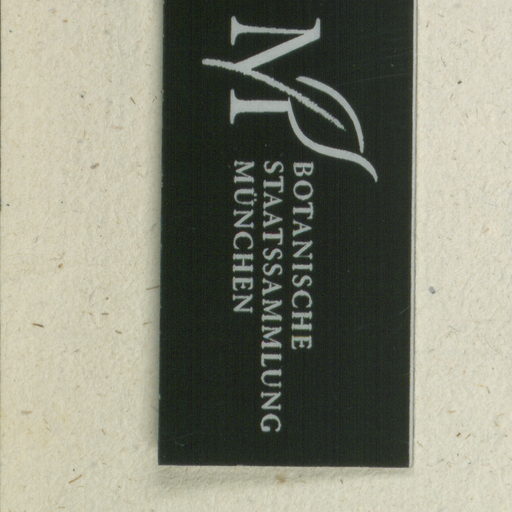 M
BOTANISCHE
STAATSSAMMLUNG
MÜNCHEN